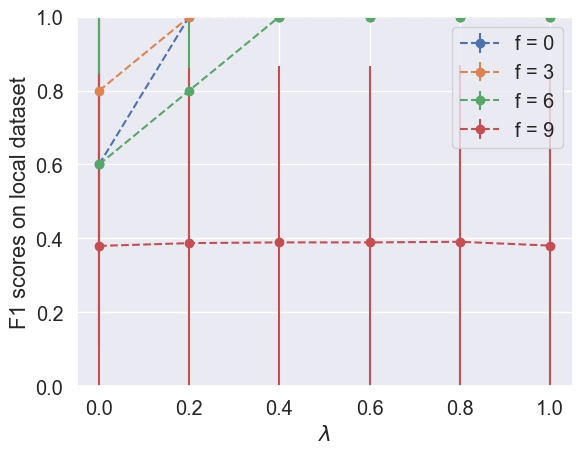 F1 scores on local dataset
1.0
0.8
0.6
0.4
0.2
0.0
f = 0
f = 3
f = 6
f = 9
0.0 0.2 0.4 0.6 0.8 1.0
λ